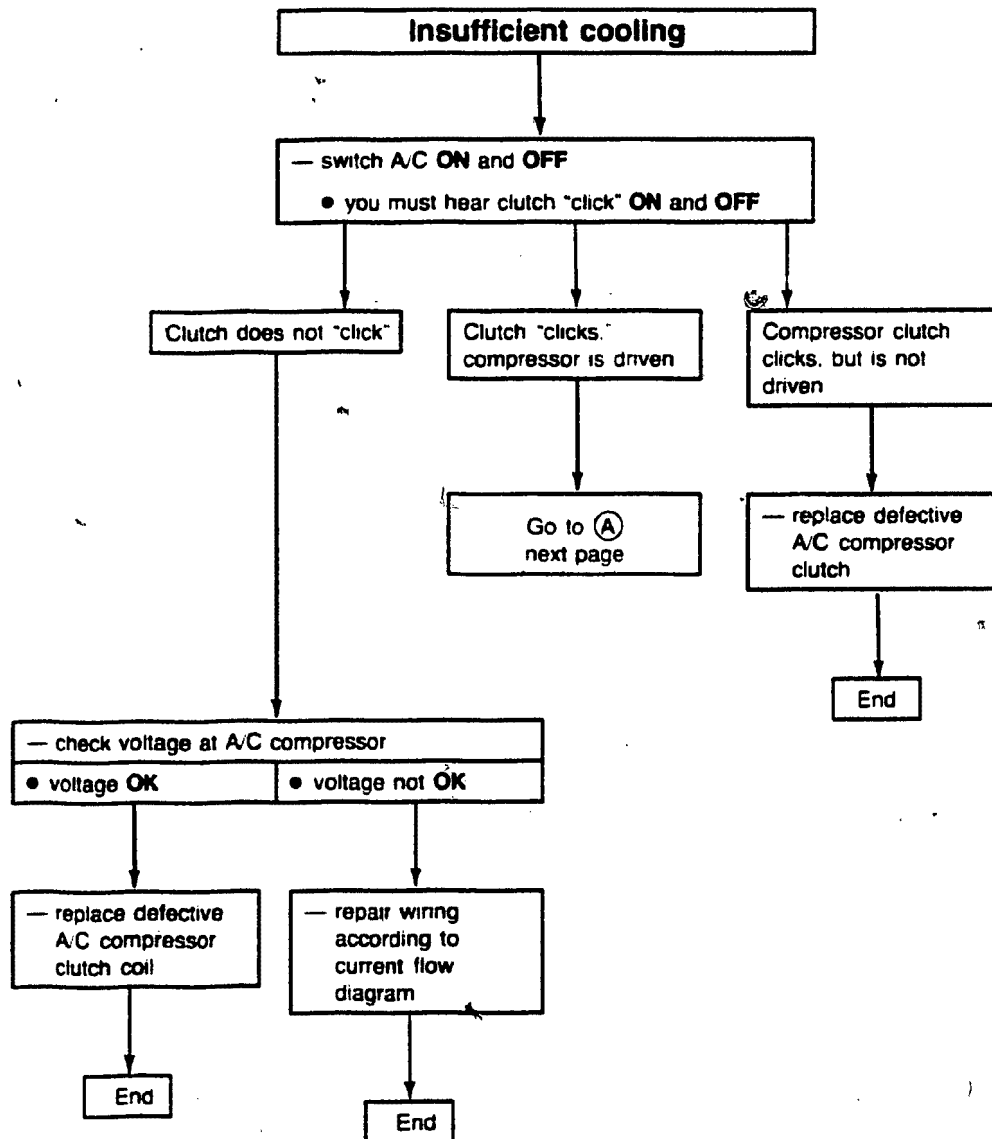 Insufficient cooling
— switch A/C ON and OFF
• you must hear clutch "click" ON and OFF
Clutch does not "click"
Clutch "clicks."
compressor is driven
Compressor clutch
clicks, but is not
driven
Go to Ⓐ
next page
— replace defective
A/C compressor
clutch
End
— check voltage at A/C compressor
• voltage OK
• voltage not OK
— replace defective
A/C compressor
clutch coil
— repair wiring
according to
current flow
diagram
End
End